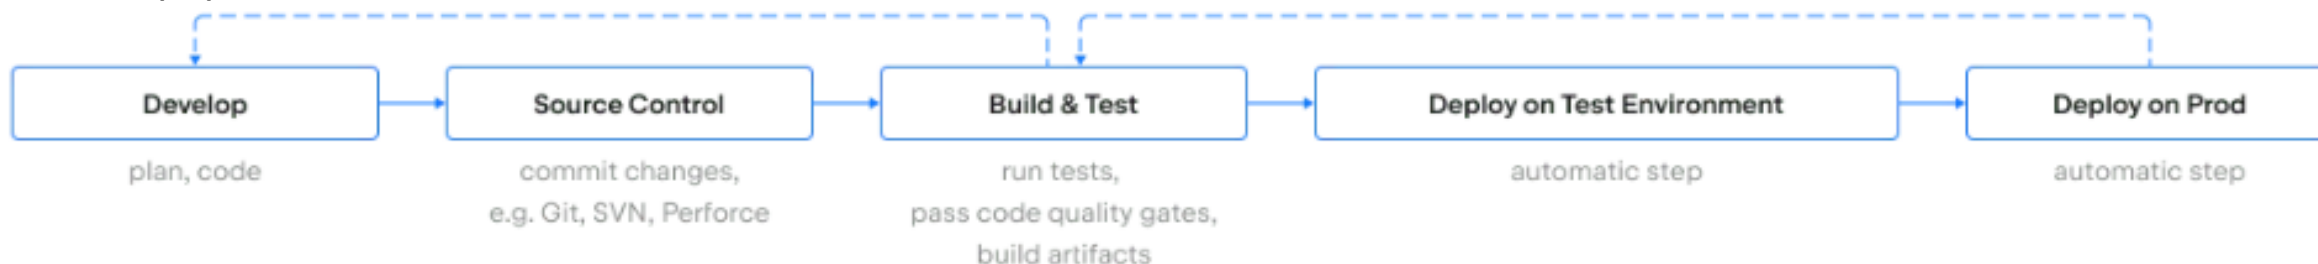 Develop
Source Control
Build & Test
Deploy on Test Environment
Deploy on Prod
plan, code
commit changes,
e.g. Git, SVN, Perforce
run tests,
pass code quality gates,
build artifacts
automatic step
automatic step